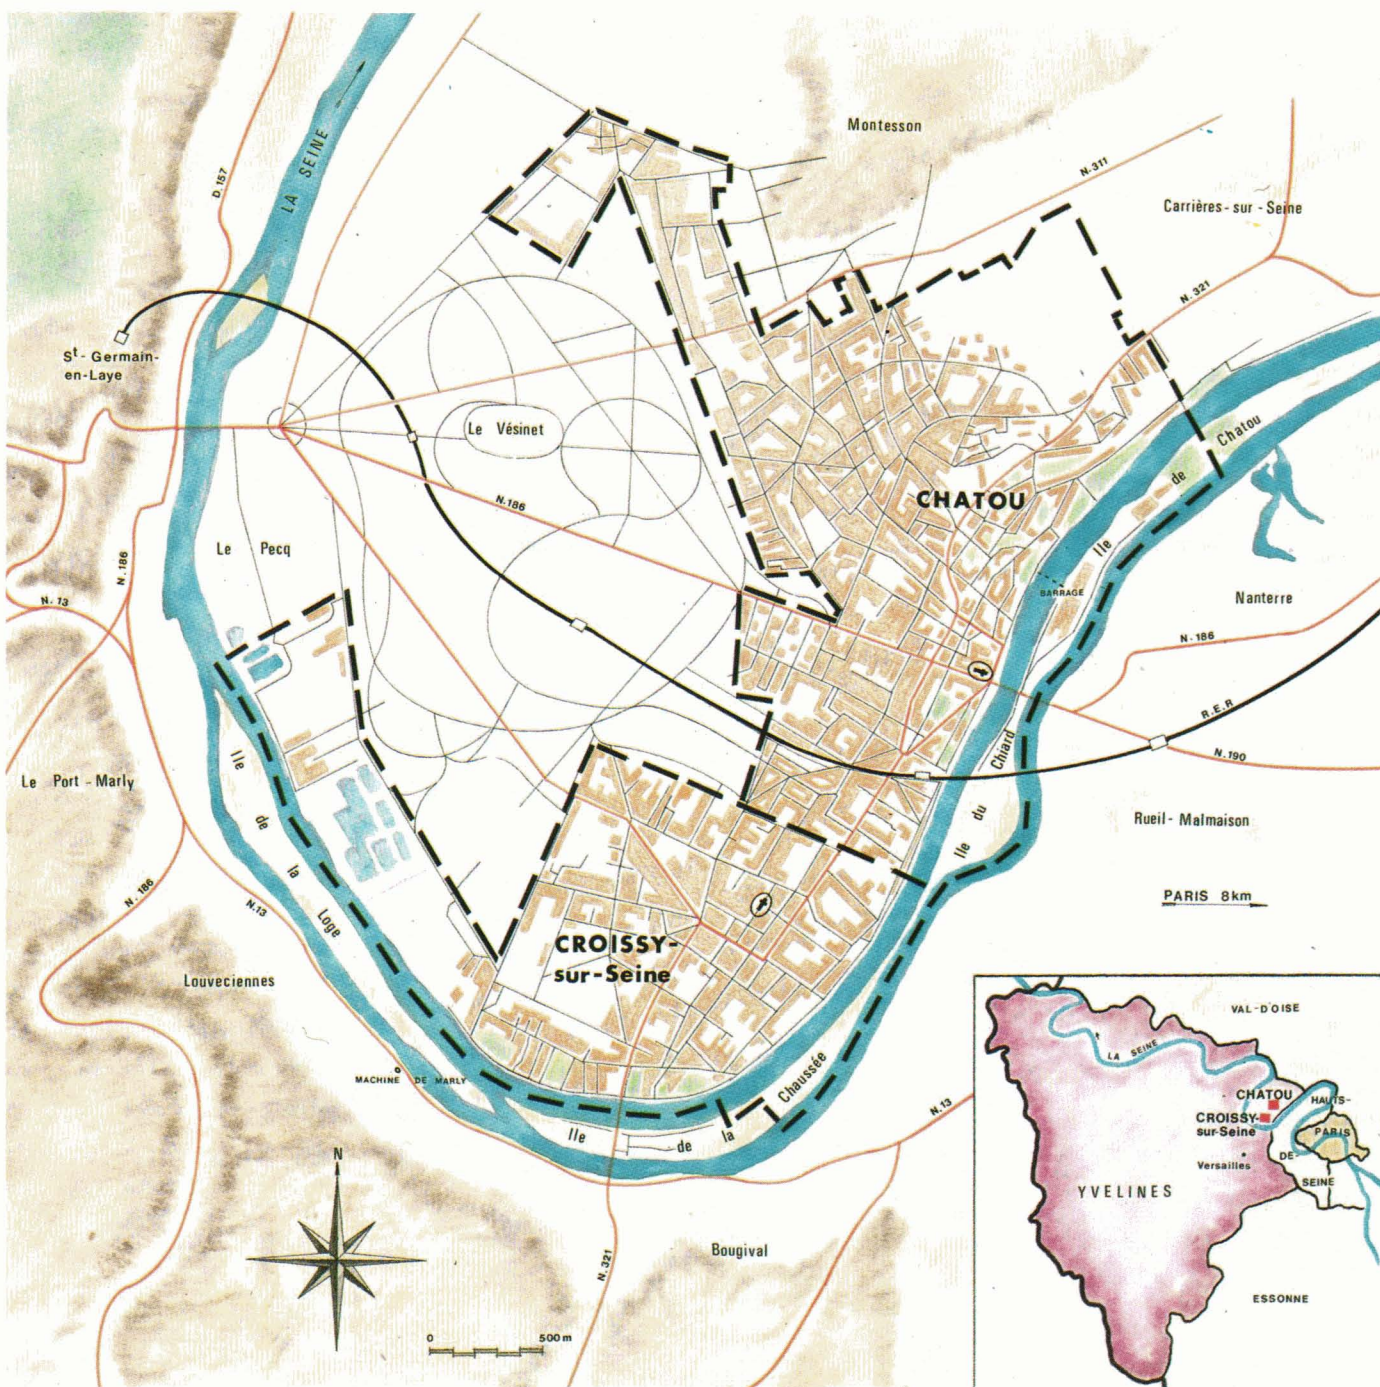 LA SEINE
D.157
Montesson
N.311
Carrières-sur-Seine
N.321
St-Germain-
en-Laye
Le Vésinet
N.186
CHATOU
Ile de Chatou
BARRAGE
Nanterre
N.186
Le Pecq
N.186
N.13
R.E.R
N.190
Ile du Chiard
Rueil-Malmaison
Le Port-Marly
Ile de la Loge
PARIS 8km
N.186
N.13
CROISSY-
sur-Seine
Louveciennes
MACHINE DE MARLY
Ile de la Chaussée
N.13
N.321
Bougival
N
0 500m
VAL-D'OISE
LA SEINE
CHATOU
HAUTS-
CROISSY-
sur-Seine
PARIS
Versailles
DE-
SEINE
YVELINES
ESSONNE